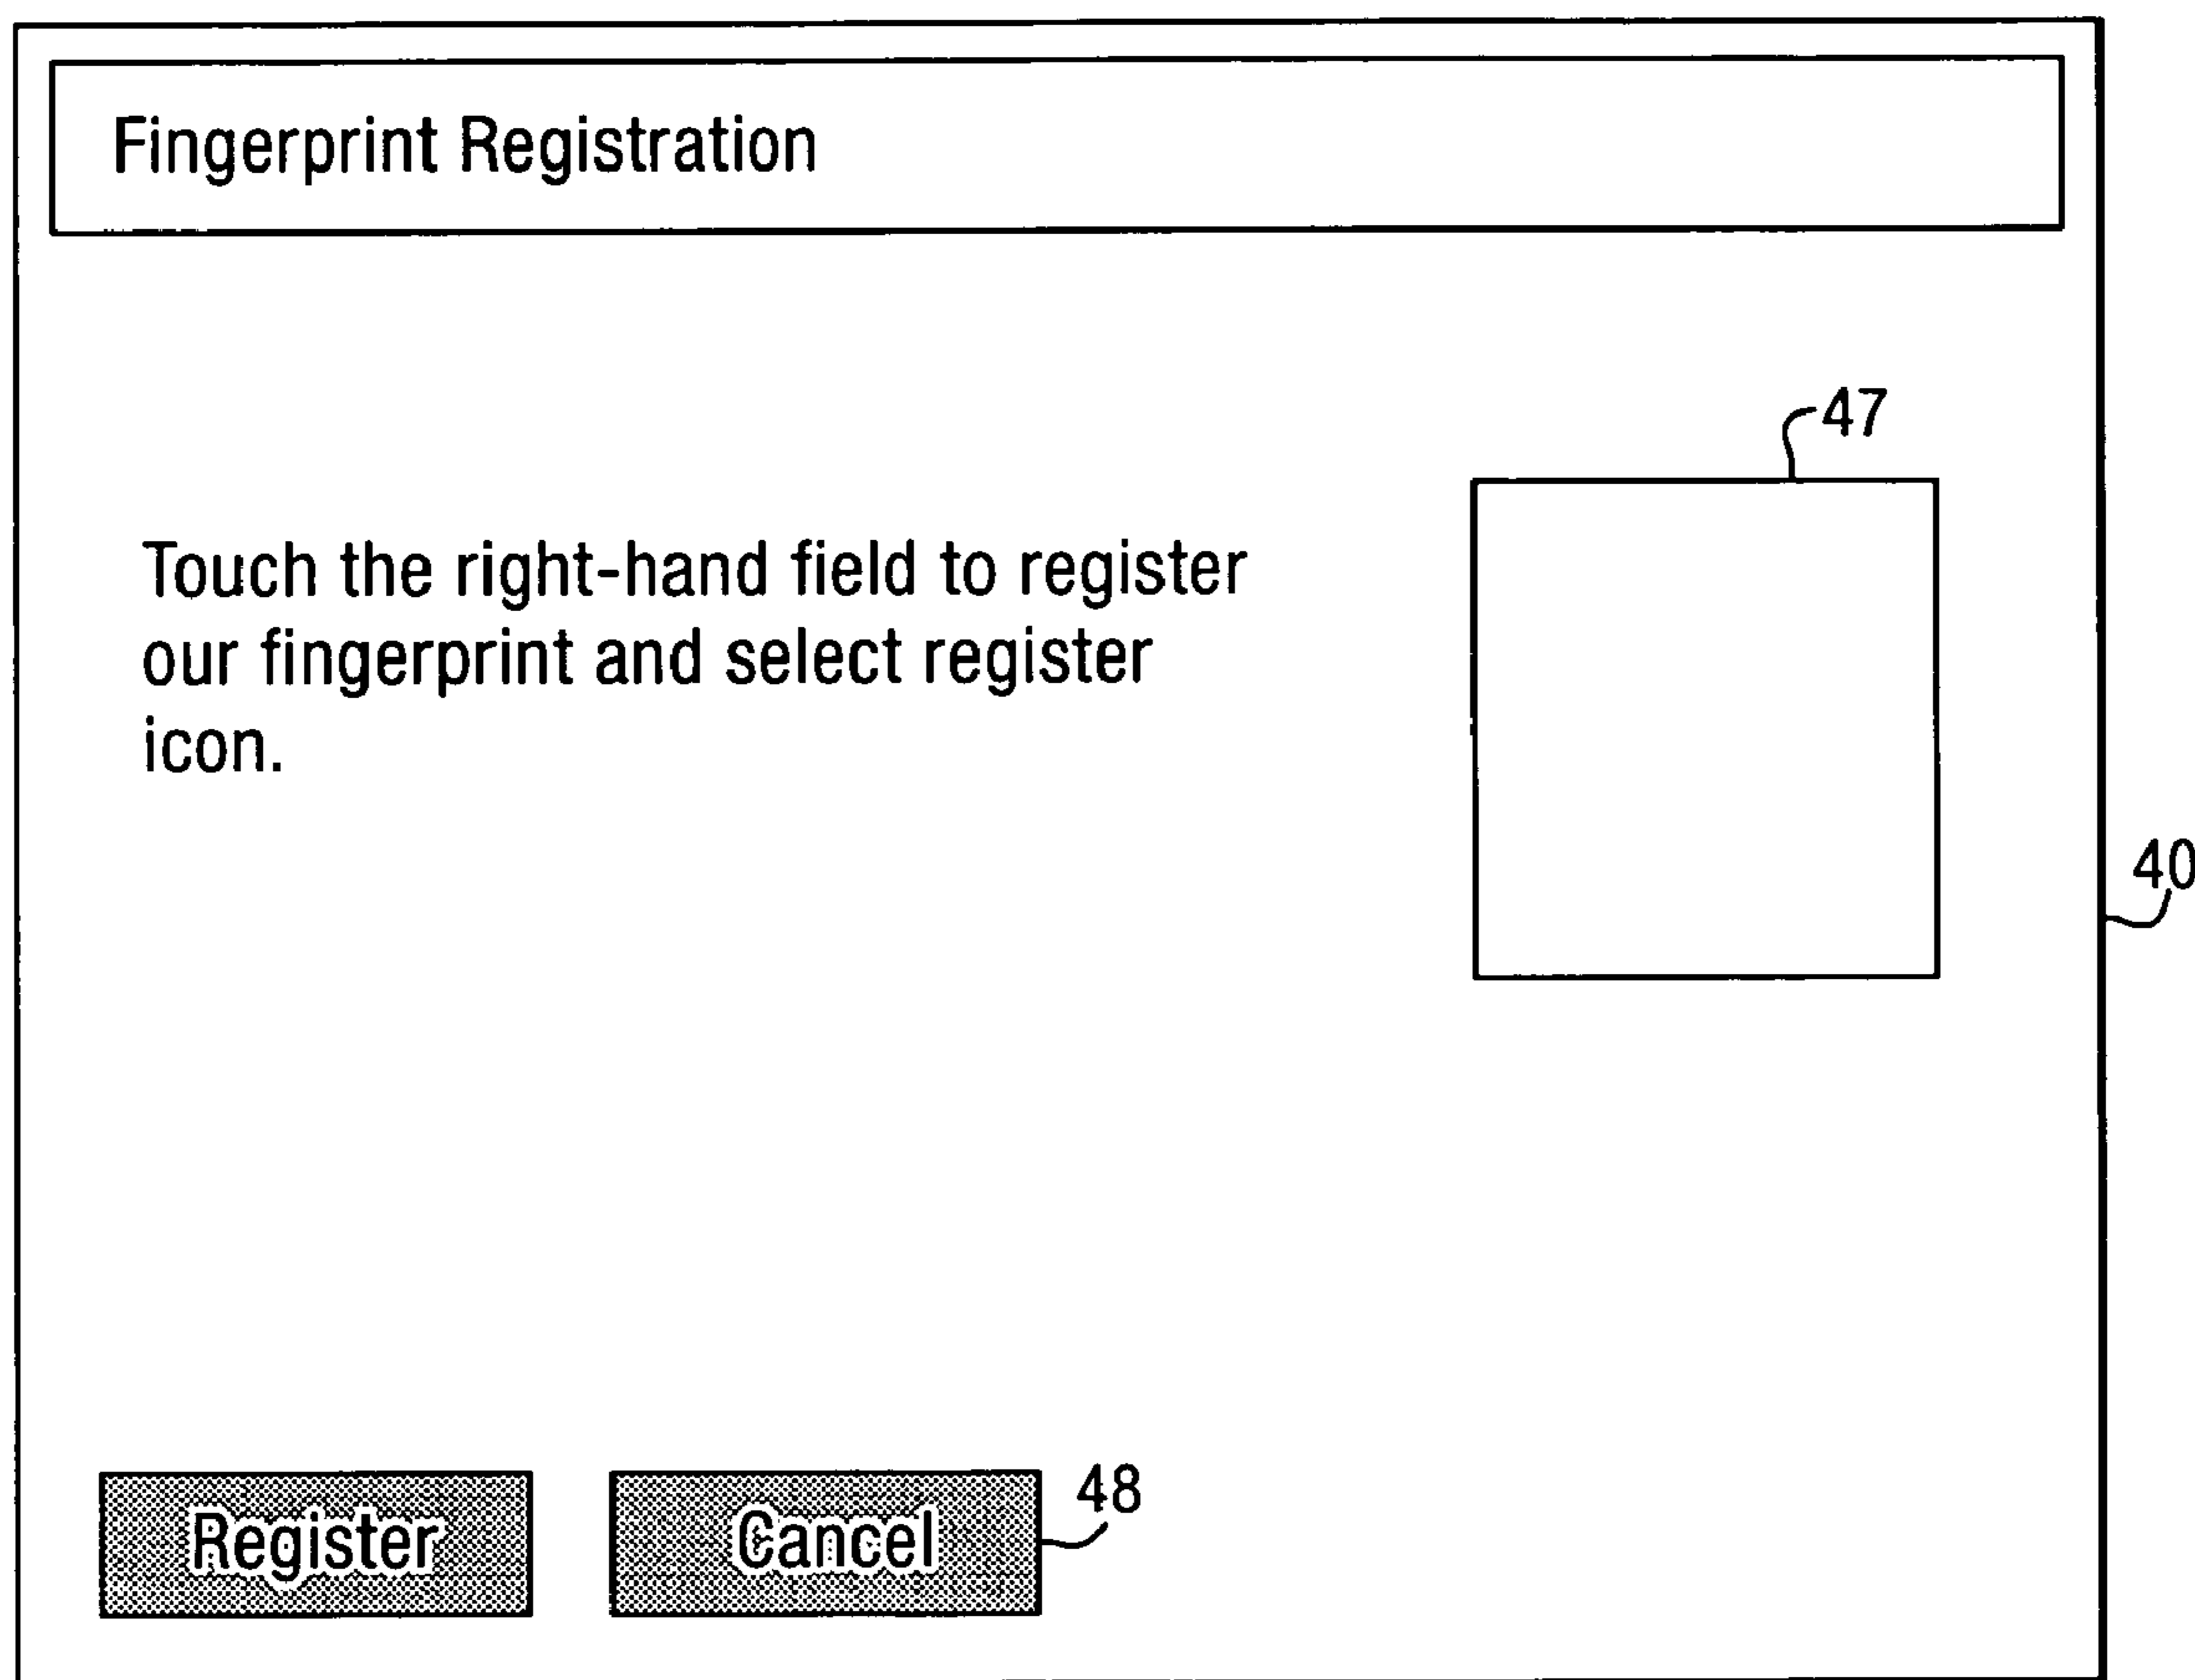 Fingerprint Registration
47
Touch the right-hand field to register
our fingerprint and select register
icon.
40
Register
Cancel
48